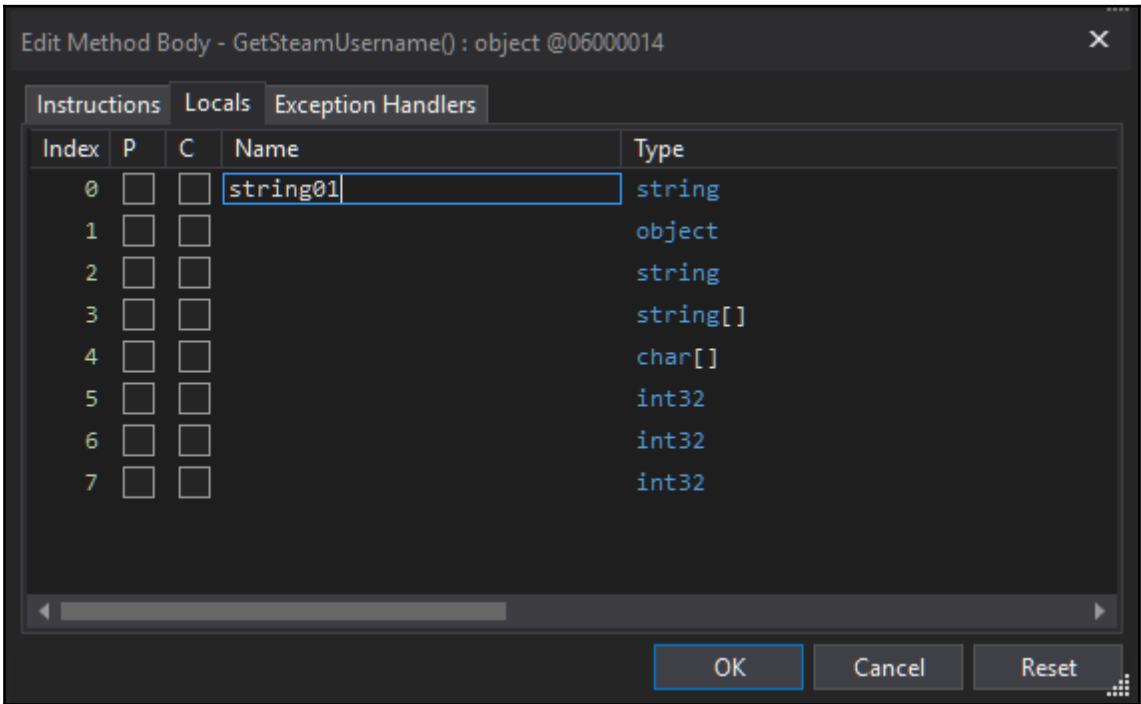 Edit Method Body - GetSteamUsername() : object @06000014
Instructions Locals Exception Handlers
Index P C Name Type
0 string01 string
1 object
2 string
3 string[]
4 char[]
5 int32
6 int32
7 int32
OK Cancel Reset